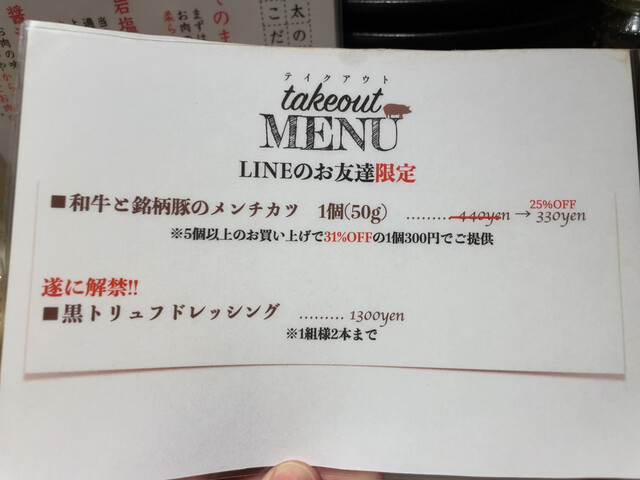 テイクアウト
takeout
MENU
LINEのお友達限定
■和牛と銘柄豚のメンチカツ 1個(50g) ......... 440yen → 330yen
25%OFF
※5個以上のお買い上げで31%OFFの1個300円でご提供
遂に解禁!!
■黒トリュフドレッシング ......... 1300yen
※1組様2本まで